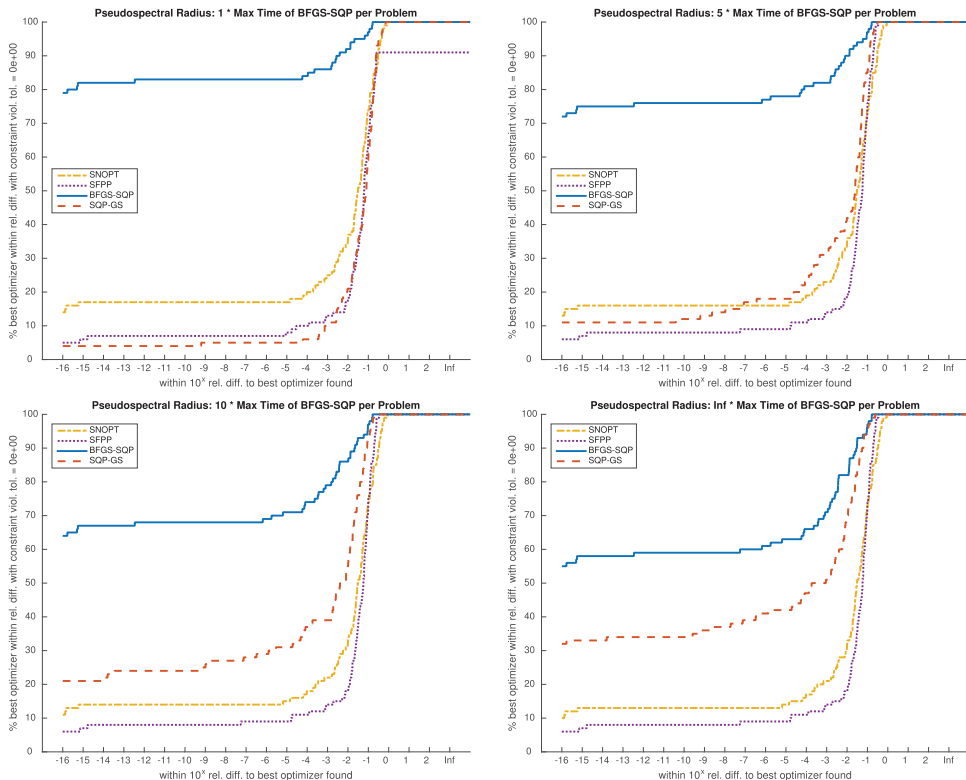 Pseudospectral Radius: 1 * Max Time of BFGS-SQP per Problem
% best optimizer within rel. diff. with constraint viol. tol. = 0e+00
100
90
80
70
60
50
40
30
20
10
0
SNOPT
SFPP
BFGS-SQP
SQP-GS
-16 -15 -13 -12 -11 -10 -9 -7 -6 -5 -4 -3 -2 -1 0 1 2 Inf
within 10^x rel. diff. to best optimizer found
Pseudospectral Radius: 5 * Max Time of BFGS-SQP per Problem
% best optimizer within rel. diff. with constraint viol. tol. = 0e+00
100
90
80
70
60
50
40
30
20
10
0
SNOPT
SFPP
BFGS-SQP
SQP-GS
-16 -15 -13 -12 -11 -10 -9 -7 -6 -5 -4 -3 -2 -1 0 1 2 Inf
within 10^x rel. diff. to best optimizer found
Pseudospectral Radius: 10 * Max Time of BFGS-SQP per Problem
% best optimizer within rel. diff. with constraint viol. tol. = 0e+00
100
90
80
70
60
50
40
30
20
10
0
SNOPT
SFPP
BFGS-SQP
SQP-GS
-16 -15 -13 -12 -11 -10 -9 -7 -6 -5 -4 -3 -2 -1 0 1 2 Inf
within 10^x rel. diff. to best optimizer found
Pseudospectral Radius: Inf * Max Time of BFGS-SQP per Problem
% best optimizer within rel. diff. with constraint viol. tol. = 0e+00
100
90
80
70
60
50
40
30
20
10
0
SNOPT
SFPP
BFGS-SQP
SQP-GS
-16 -15 -13 -12 -11 -10 -9 -7 -6 -5 -4 -3 -2 -1 0 1 2 Inf
within 10^x rel. diff. to best optimizer found